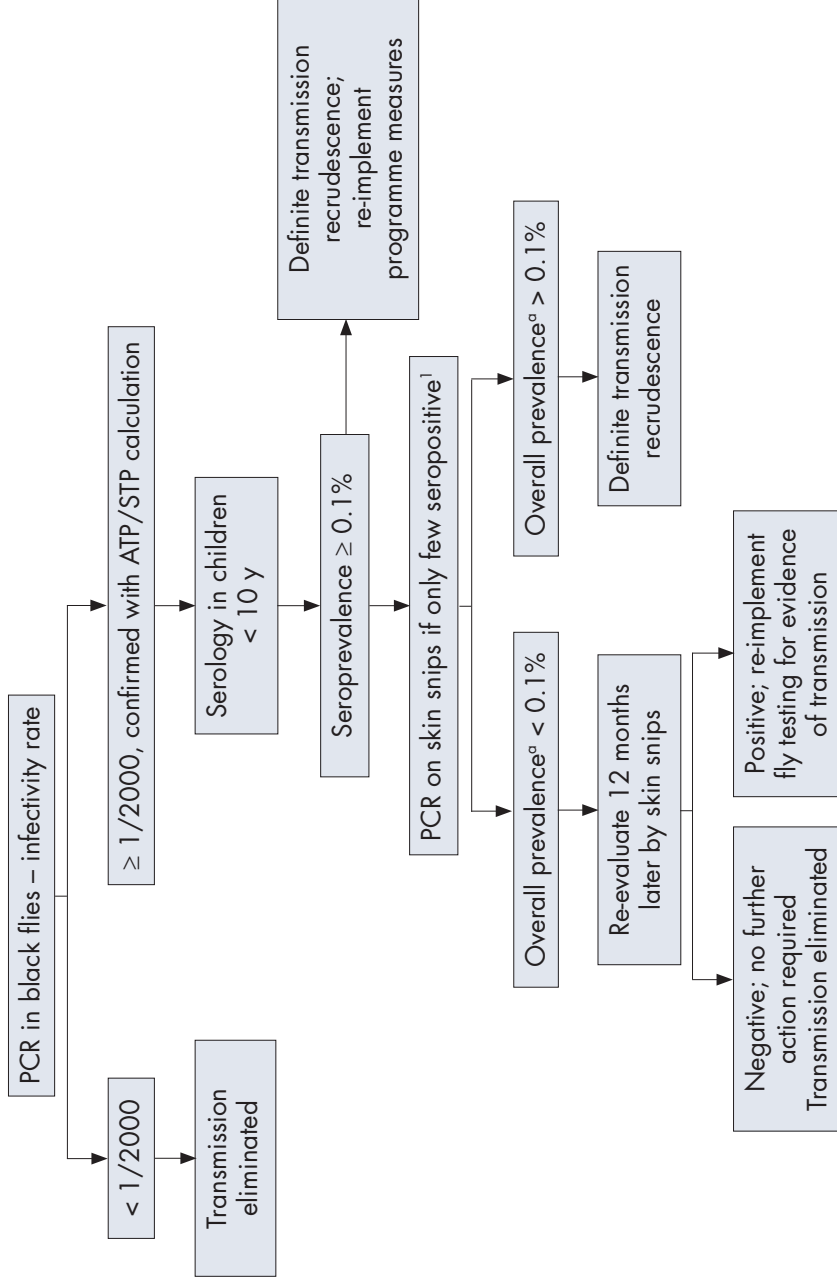 PCR in black flies – infectivity rate
< 1/2000
≥ 1/2000, confirmed with ATP/STP calculation
Transmission
eliminated
Serology in children
< 10 y
Seroprevalence ≥ 0.1%
Definite transmission
recrudescence;
re-implement
programme measures
PCR on skin snips if only few seropositive¹
Overall prevalenceᵃ < 0.1%
Overall prevalenceᵃ > 0.1%
Re-evaluate 12 months
later by skin snips
Definite transmission
recrudescence
Negative; no further
action required
Transmission eliminated
Positive; re-implement
fly testing for evidence
of transmission